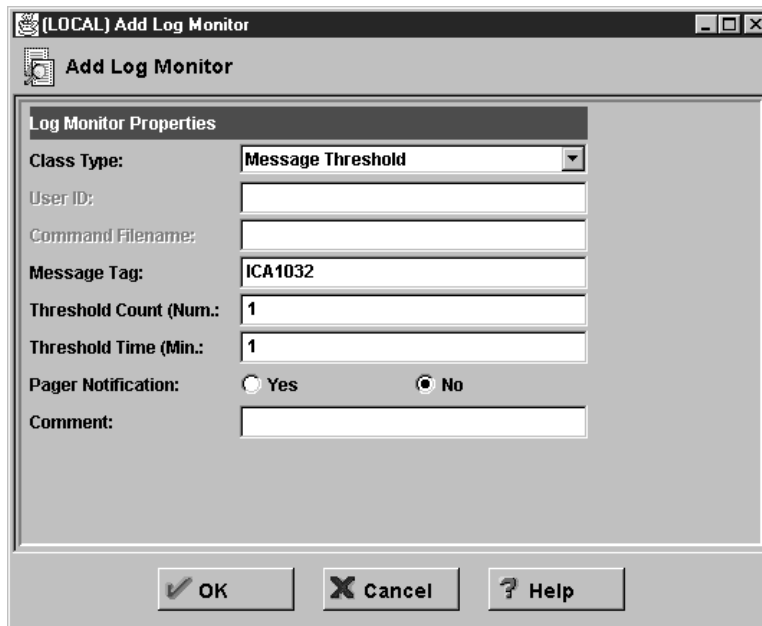 (LOCAL) Add Log Monitor
Add Log Monitor
Log Monitor Properties
Class Type: Message Threshold
User ID:
Command Filename:
Message Tag: ICA1032
Threshold Count (Num.: 1
Threshold Time (Min.: 1
Pager Notification: Yes No
Comment:
OK Cancel Help